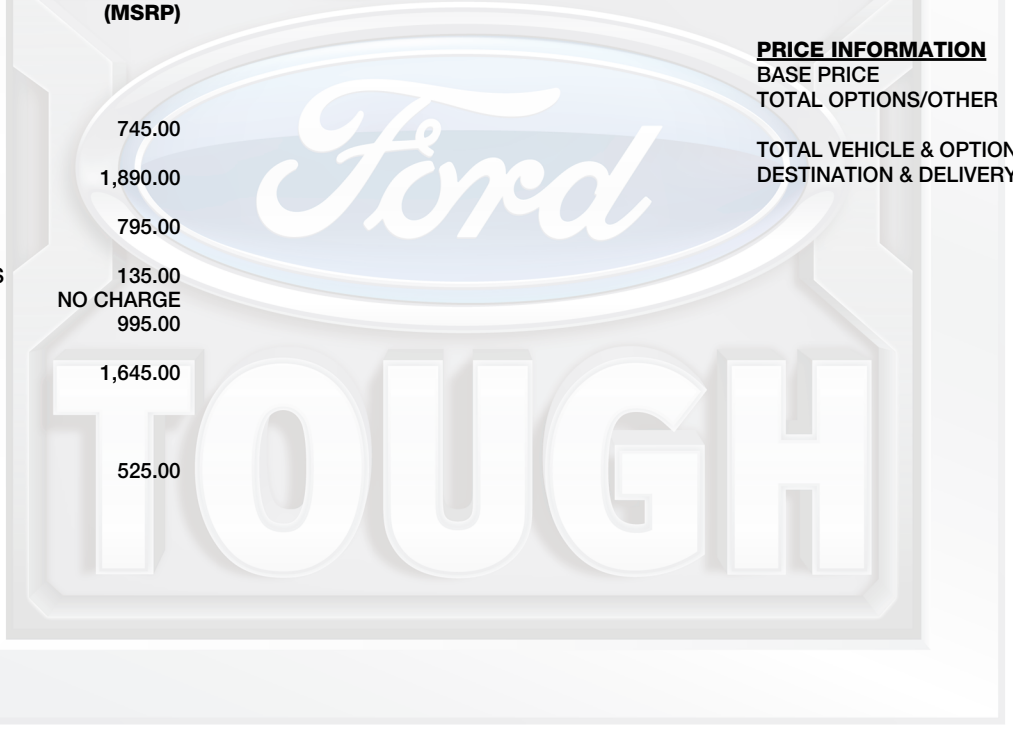 (MSRP)
745.00
1,890.00
795.00
S 135.00
NO CHARGE
995.00
1,645.00
525.00
PRICE INFORMATION
BASE PRICE
TOTAL OPTIONS/OTHER
TOTAL VEHICLE & OPTION
DESTINATION & DELIVERY
Ford
TOUGH